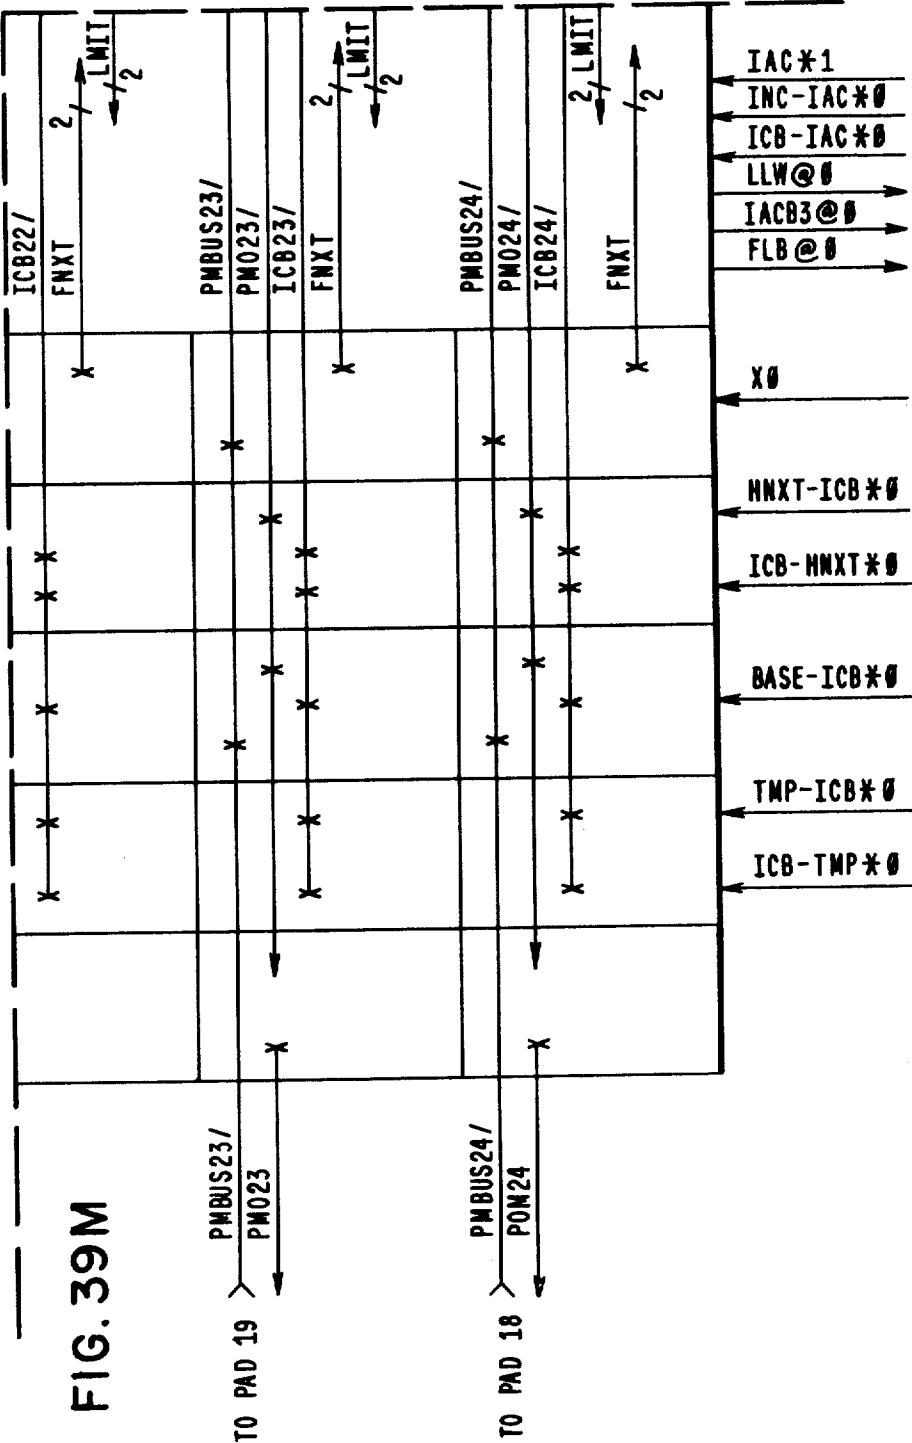 ICB22/
FNXT
2
LMIT
2
PMBUS23/
PMO23/
ICB23/
FNXT
2
LMIT
2
PMBUS24/
PMO24/
ICB24/
2
LMIT
FNXT
2
IAC*1
INC-IAC*0
ICB-IAC*0
LLW@0
IACB3@0
FLB@0
X0
HNXT-ICB*0
ICB-HNXT*0
BASE-ICB*0
TMP-ICB*0
ICB-TMP*0
PMBUS23/
PMO23
TO PAD 19
PMBUS24/
POM24
TO PAD 18
FIG. 39M